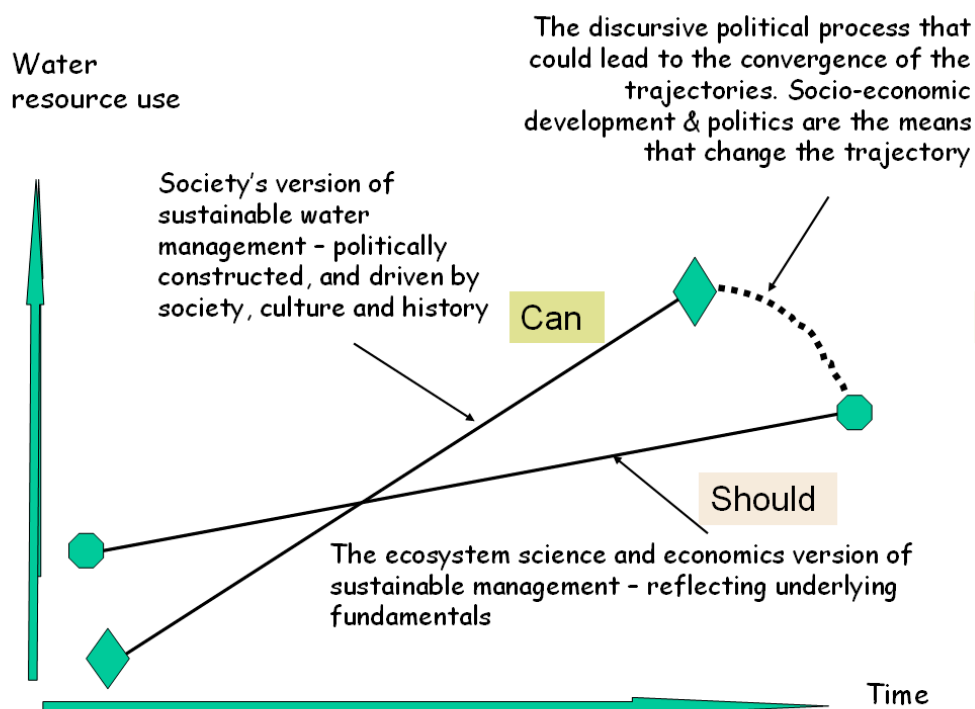 The discursive political process that
could lead to the convergence of the
trajectories. Socio-economic
development & politics are the means
that change the trajectory
Water
resource use
Society's version of
sustainable water
management – politically
constructed, and driven by
society, culture and history
Can
Should
The ecosystem science and economics version of
sustainable management – reflecting underlying
fundamentals
Time